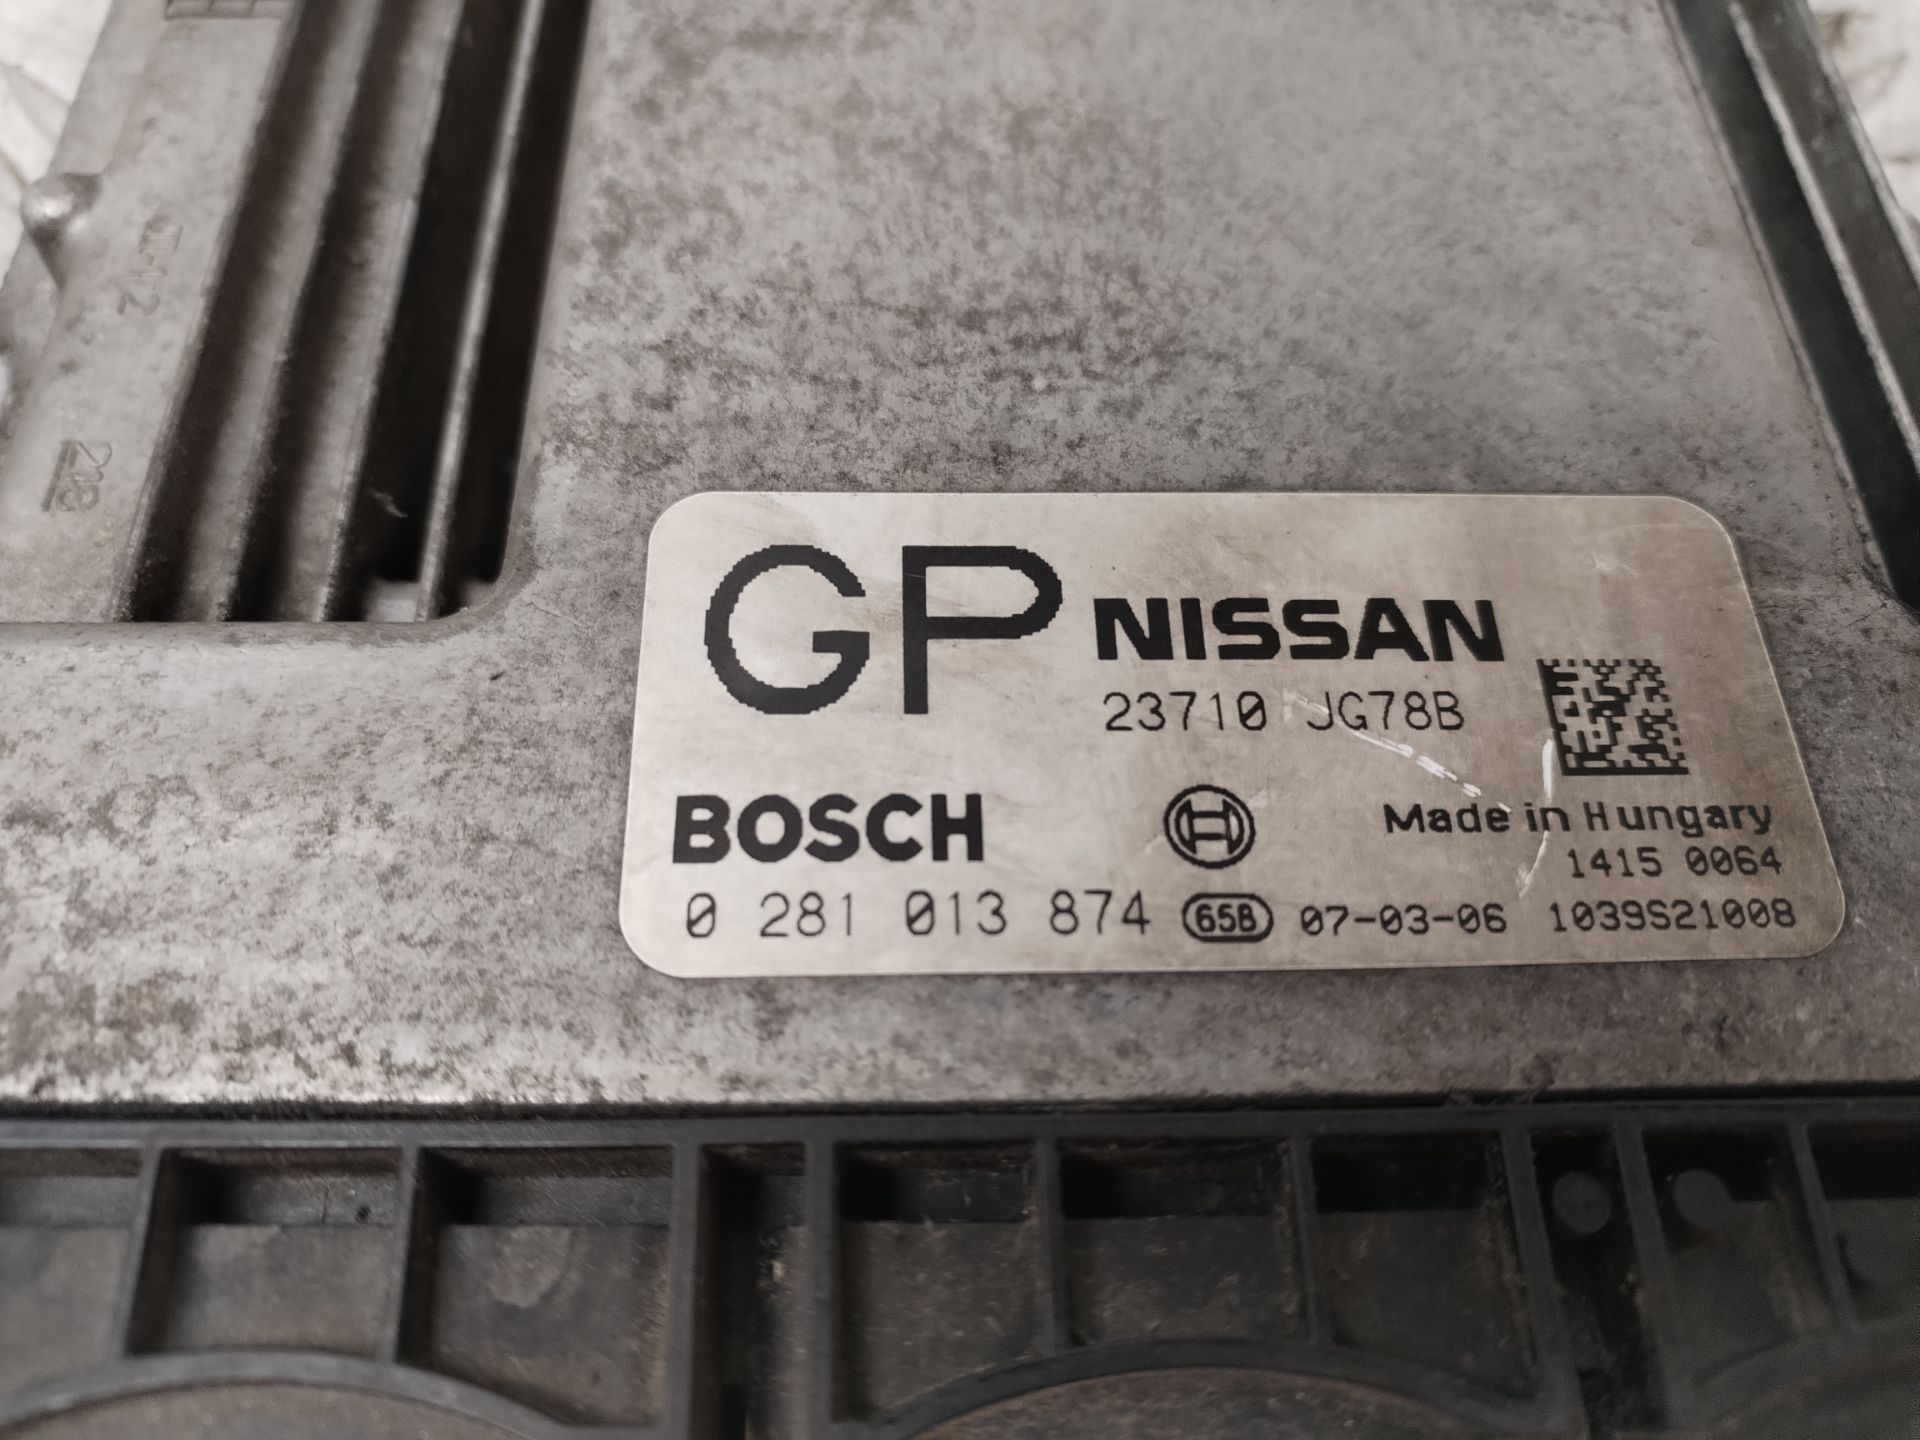 GP NISSAN
23710 JG78B
BOSCH
Made in Hungary
1415 0064
0 281 013 874 65B 07-03-06 1039S21008